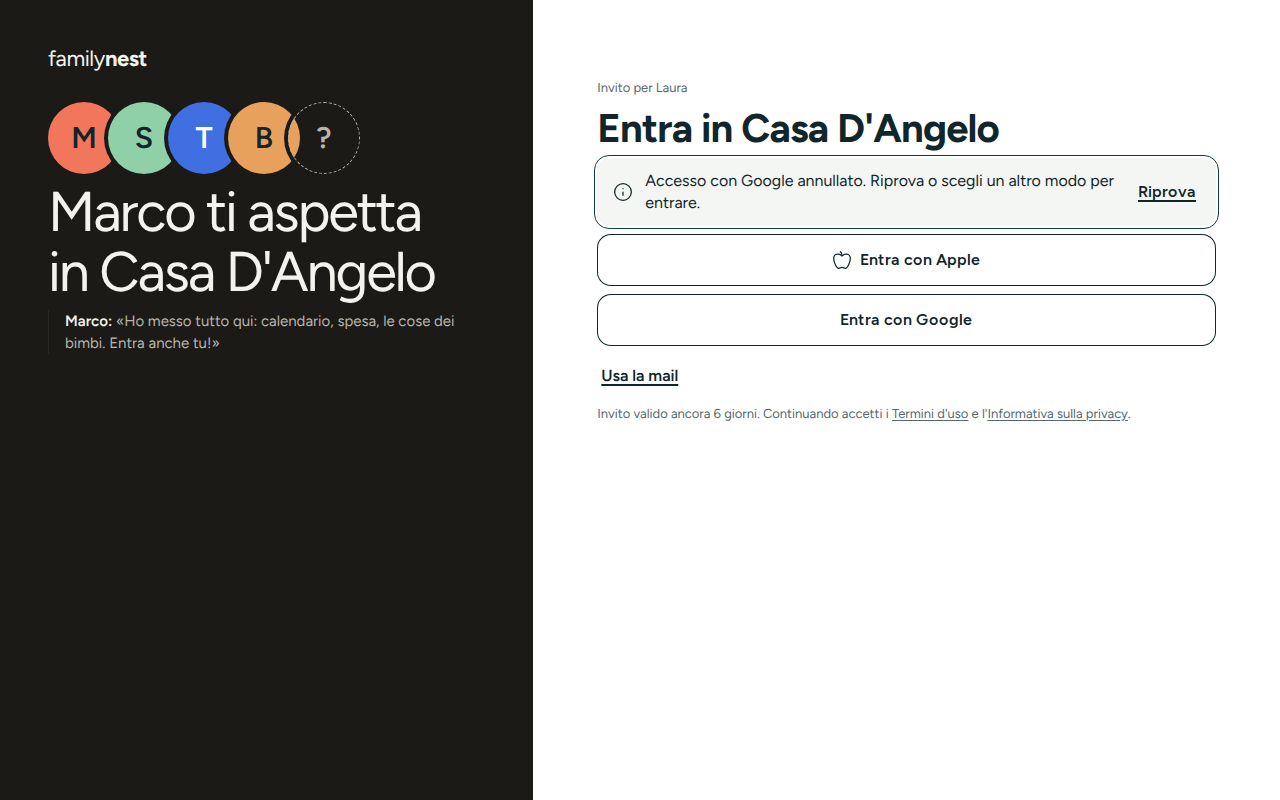 familynest
M S T B ?
Marco ti aspetta
in Casa D'Angelo
Marco: «Ho messo tutto qui: calendario, spesa, le cose dei
bimbi. Entra anche tu!»
Invito per Laura
Entra in Casa D'Angelo
Accesso con Google annullato. Riprova o scegli un altro modo per
entrare.
Riprova
Entra con Apple
Entra con Google
Usa la mail
Invito valido ancora 6 giorni. Continuando accetti i Termini d'uso e l'Informativa sulla privacy.